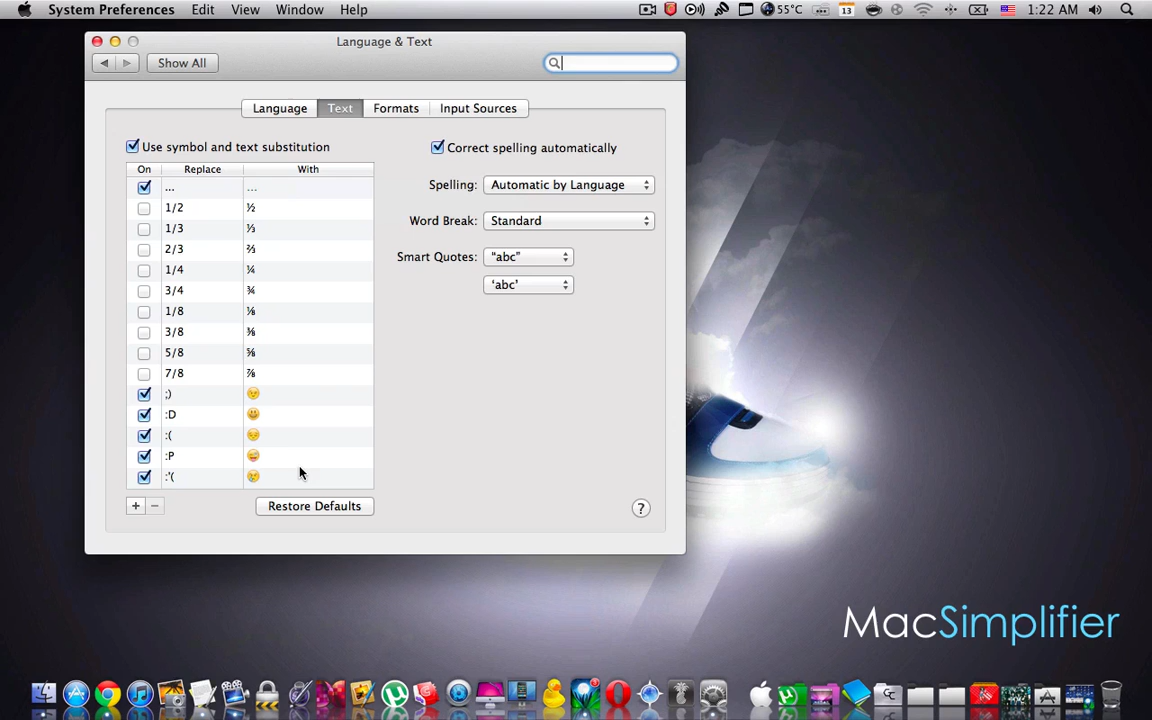 System Preferences Edit View Window Help
55°C 13 1:22 AM
Language & Text
Show All
Language Text Formats Input Sources
Use symbol and text substitution
Correct spelling automatically
On Replace With
... …
1/2 ½
1/3 ⅓
2/3 ⅔
1/4 ¼
3/4 ¾
1/8 ⅛
3/8 ⅜
5/8 ⅝
7/8 ⅞
;) 😒
:D 😃
:( 😒
:P 😜
:'( 😢
Spelling: Automatic by Language
Word Break: Standard
Smart Quotes: “abc”
‘abc’
+ −
Restore Defaults
?
MacSimplifier